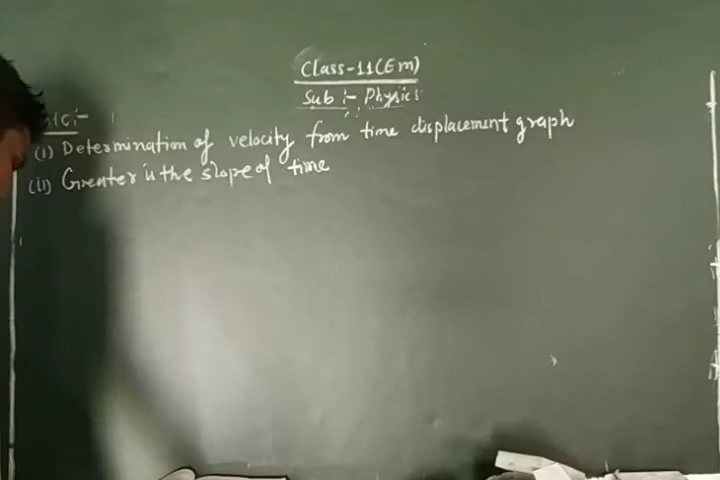 Class-11(Em)
Sub :- Physics
(i) Determination of velocity from time displacement graph
(ii) Greater is the slope of time